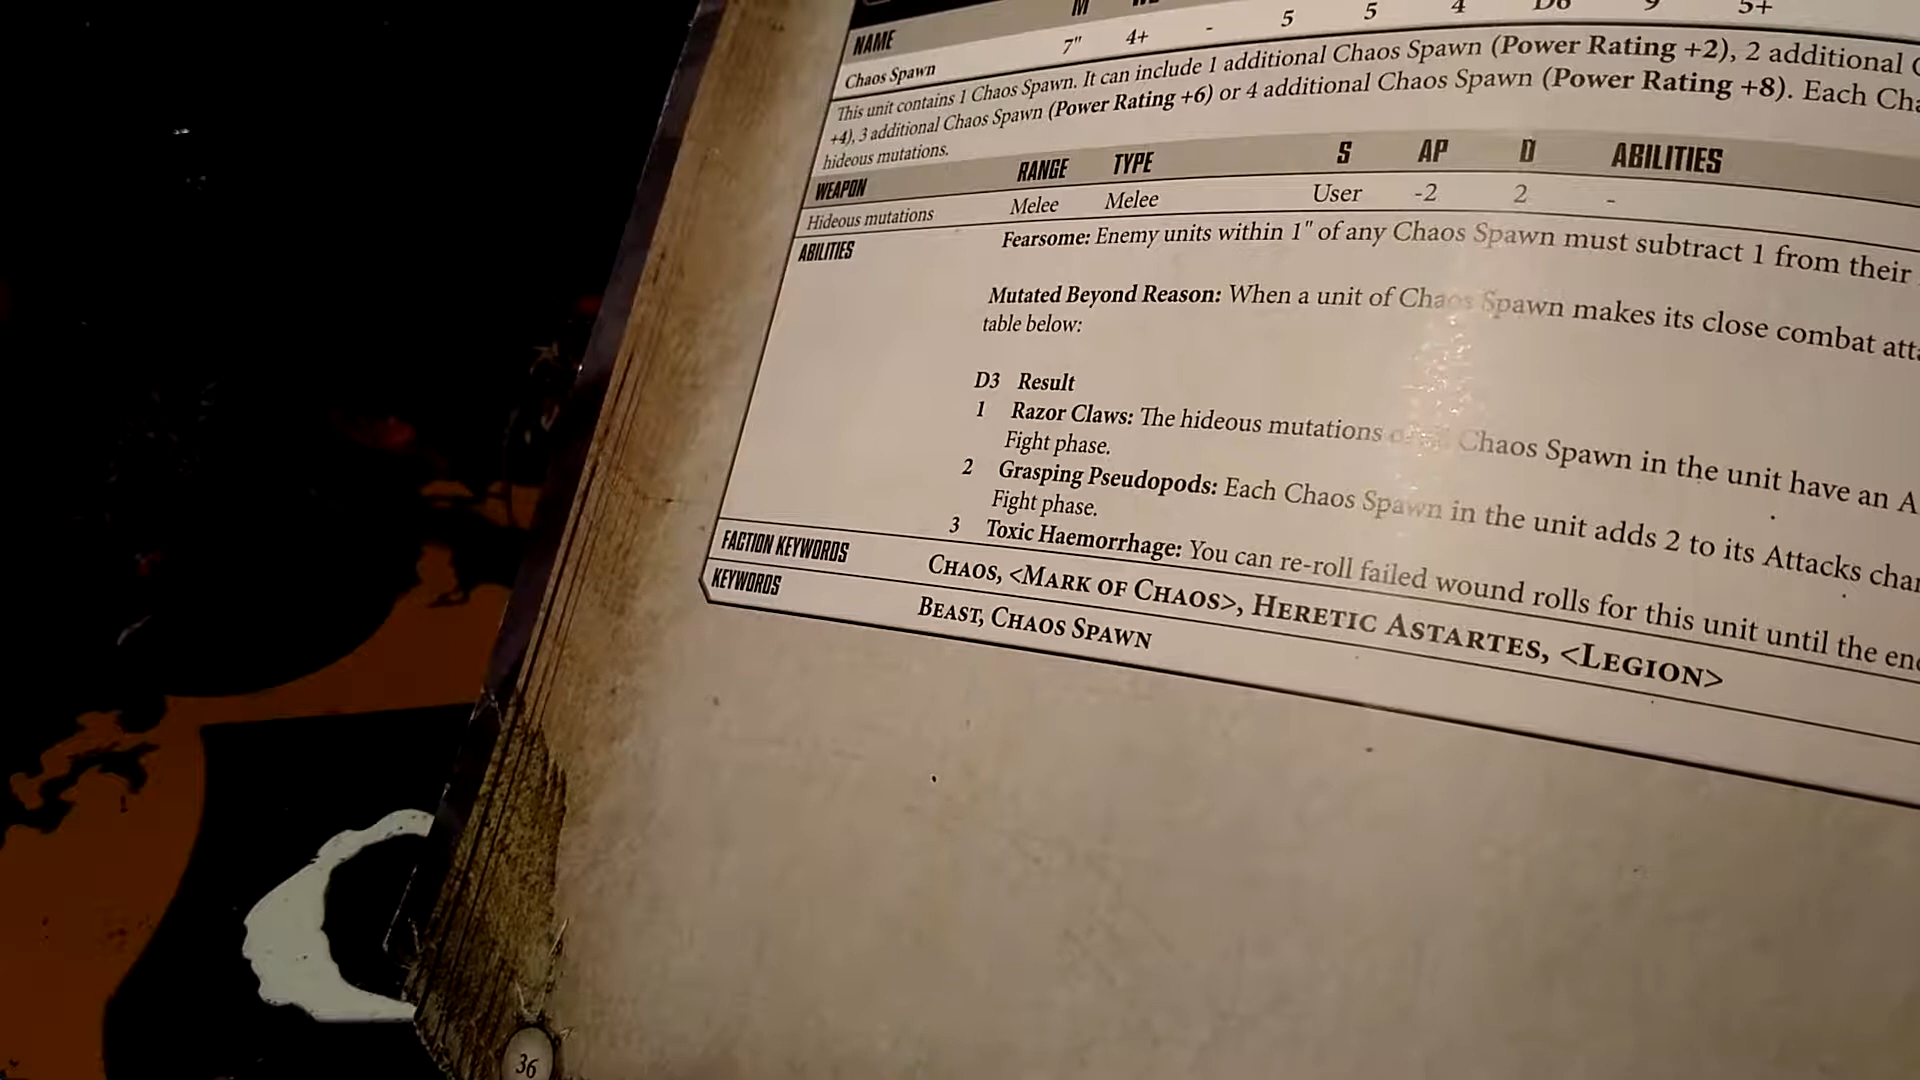 NAME M
Chaos Spawn 7" 4+ - 5 5 4 D6 9 5+
This unit contains 1 Chaos Spawn. It can include 1 additional Chaos Spawn (Power Rating +2), 2 additional
+4), 3 additional Chaos Spawn (Power Rating +6) or 4 additional Chaos Spawn (Power Rating +8). Each Cha
hideous mutations.
WEAPON RANGE TYPE S AP D ABILITIES
Hideous mutations Melee Melee User -2 2 -
ABILITIES Fearsome: Enemy units within 1" of any Chaos Spawn must subtract 1 from their
Mutated Beyond Reason: When a unit of Chaos Spawn makes its close combat att
table below:
D3 Result
1 Razor Claws: The hideous mutations Chaos Spawn in the unit have an A
Fight phase.
2 Grasping Pseudopods: Each Chaos Spawn in the unit adds 2 to its Attacks char
Fight phase.
3 Toxic Haemorrhage: You can re-roll failed wound rolls for this unit until the end
FACTION KEYWORDS CHAOS, <MARK OF CHAOS>, HERETIC ASTARTES, <LEGION>
KEYWORDS BEAST, CHAOS SPAWN
36